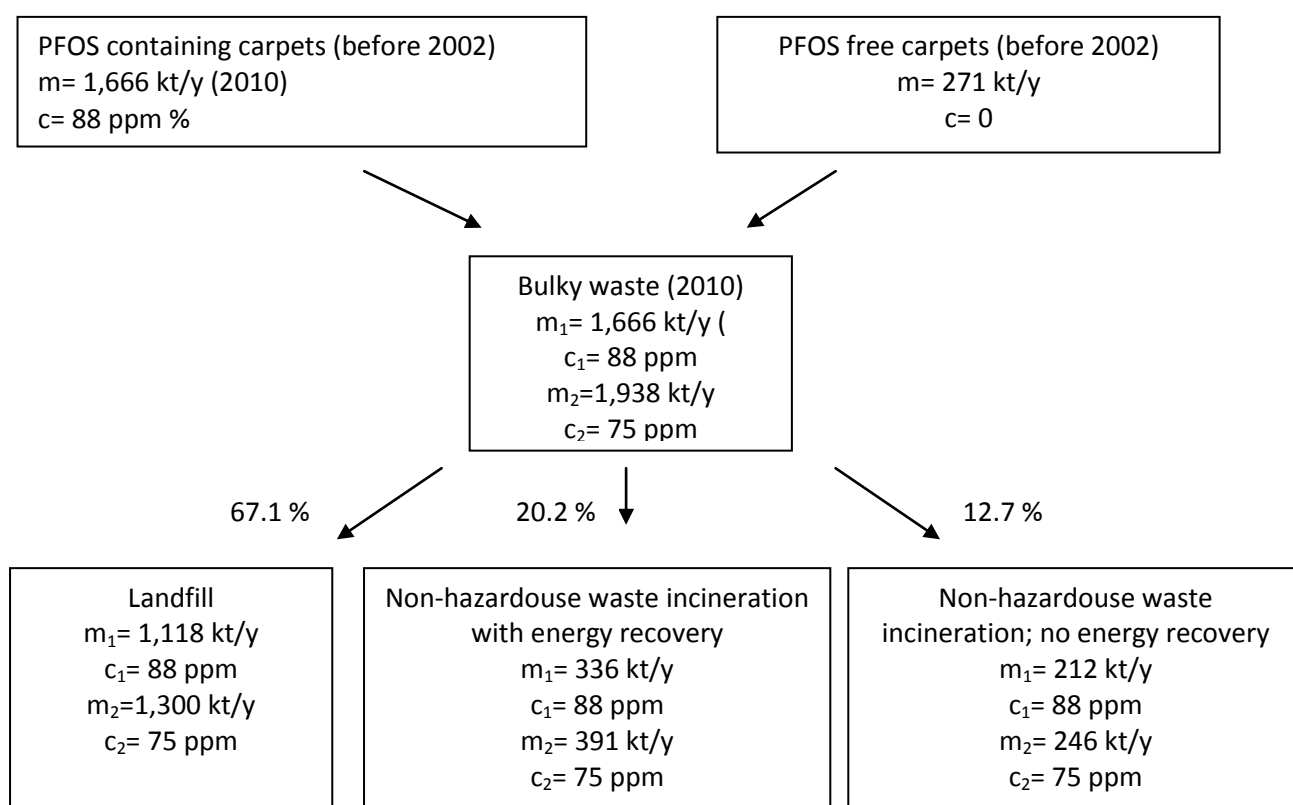 PFOS containing carpets (before 2002)
m= 1,666 kt/y (2010)
c= 88 ppm %
PFOS free carpets (before 2002)
m= 271 kt/y
c= 0
Bulky waste (2010)
m₁= 1,666 kt/y (
c₁= 88 ppm
m₂=1,938 kt/y
c₂= 75 ppm
67.1 %
20.2 %
12.7 %
Landfill
m₁= 1,118 kt/y
c₁= 88 ppm
m₂=1,300 kt/y
c₂= 75 ppm
Non-hazardouse waste incineration
with energy recovery
m₁= 336 kt/y
c₁= 88 ppm
m₂= 391 kt/y
c₂= 75 ppm
Non-hazardouse waste
incineration; no energy recovery
m₁= 212 kt/y
c₁= 88 ppm
m₂= 246 kt/y
c₂= 75 ppm